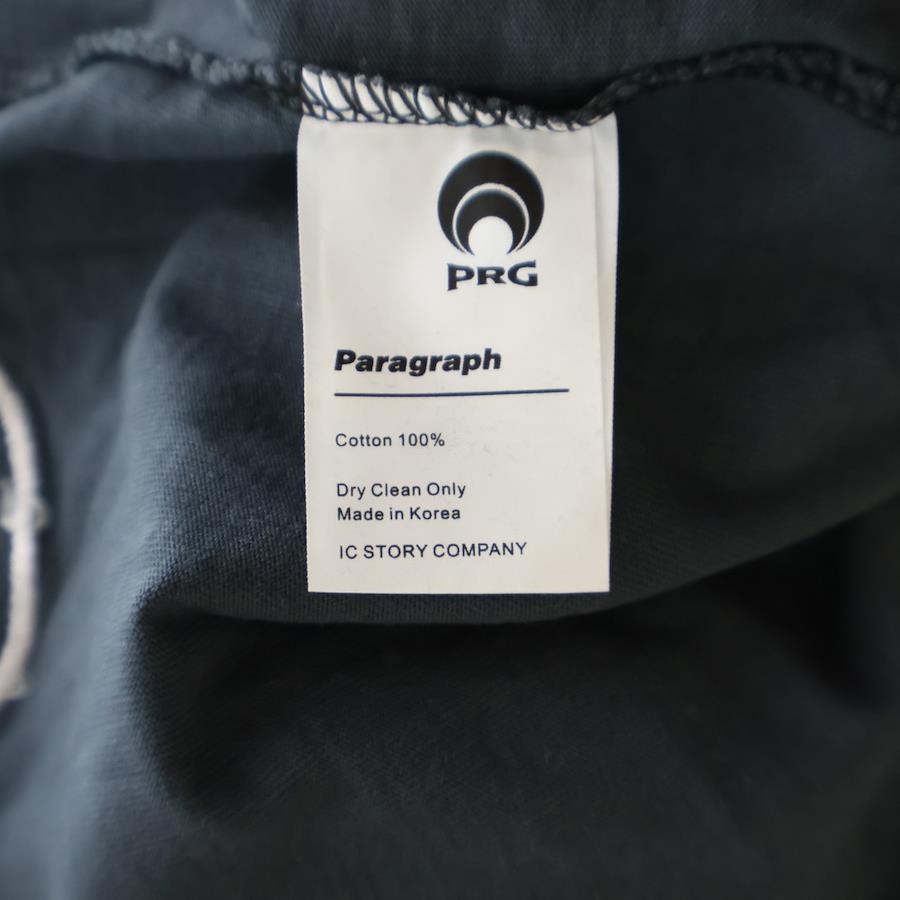 PRG
Paragraph
Cotton 100%
Dry Clean Only
Made in Korea
IC STORY COMPANY